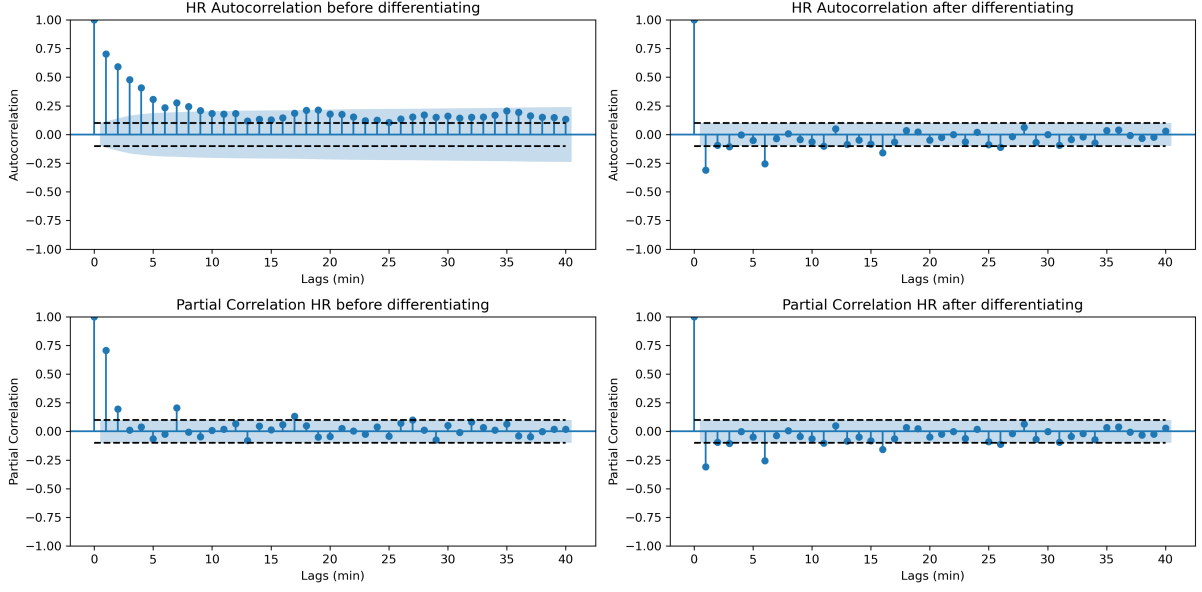 HR Autocorrelation before differentiating
1.00
0.75
0.50
0.25
0.00
−0.25
−0.50
−0.75
−1.00
Autocorrelation
0 5 10 15 20 25 30 35 40
Lags (min)
HR Autocorrelation after differentiating
1.00
0.75
0.50
0.25
0.00
−0.25
−0.50
−0.75
−1.00
Autocorrelation
0 5 10 15 20 25 30 35 40
Lags (min)
Partial Correlation HR before differentiating
1.00
0.75
0.50
0.25
0.00
−0.25
−0.50
−0.75
−1.00
Partial Correlation
0 5 10 15 20 25 30 35 40
Lags (min)
Partial Correlation HR after differentiating
1.00
0.75
0.50
0.25
0.00
−0.25
−0.50
−0.75
−1.00
Partial Correlation
0 5 10 15 20 25 30 35 40
Lags (min)